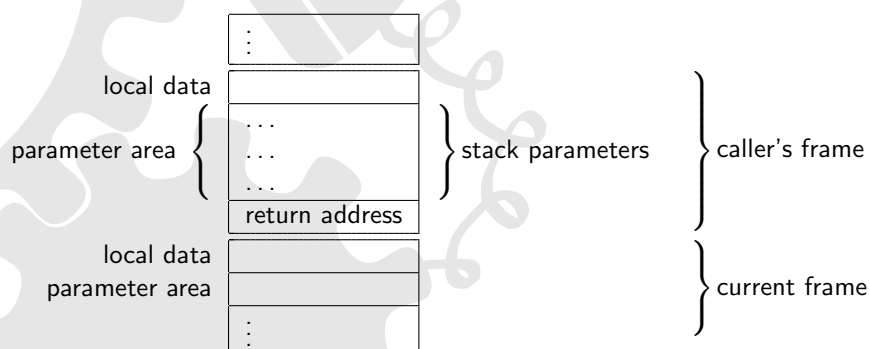 ⋮
local data
. . .
parameter area
. . .
stack parameters
caller's frame
. . .
return address
local data
parameter area
current frame
⋮